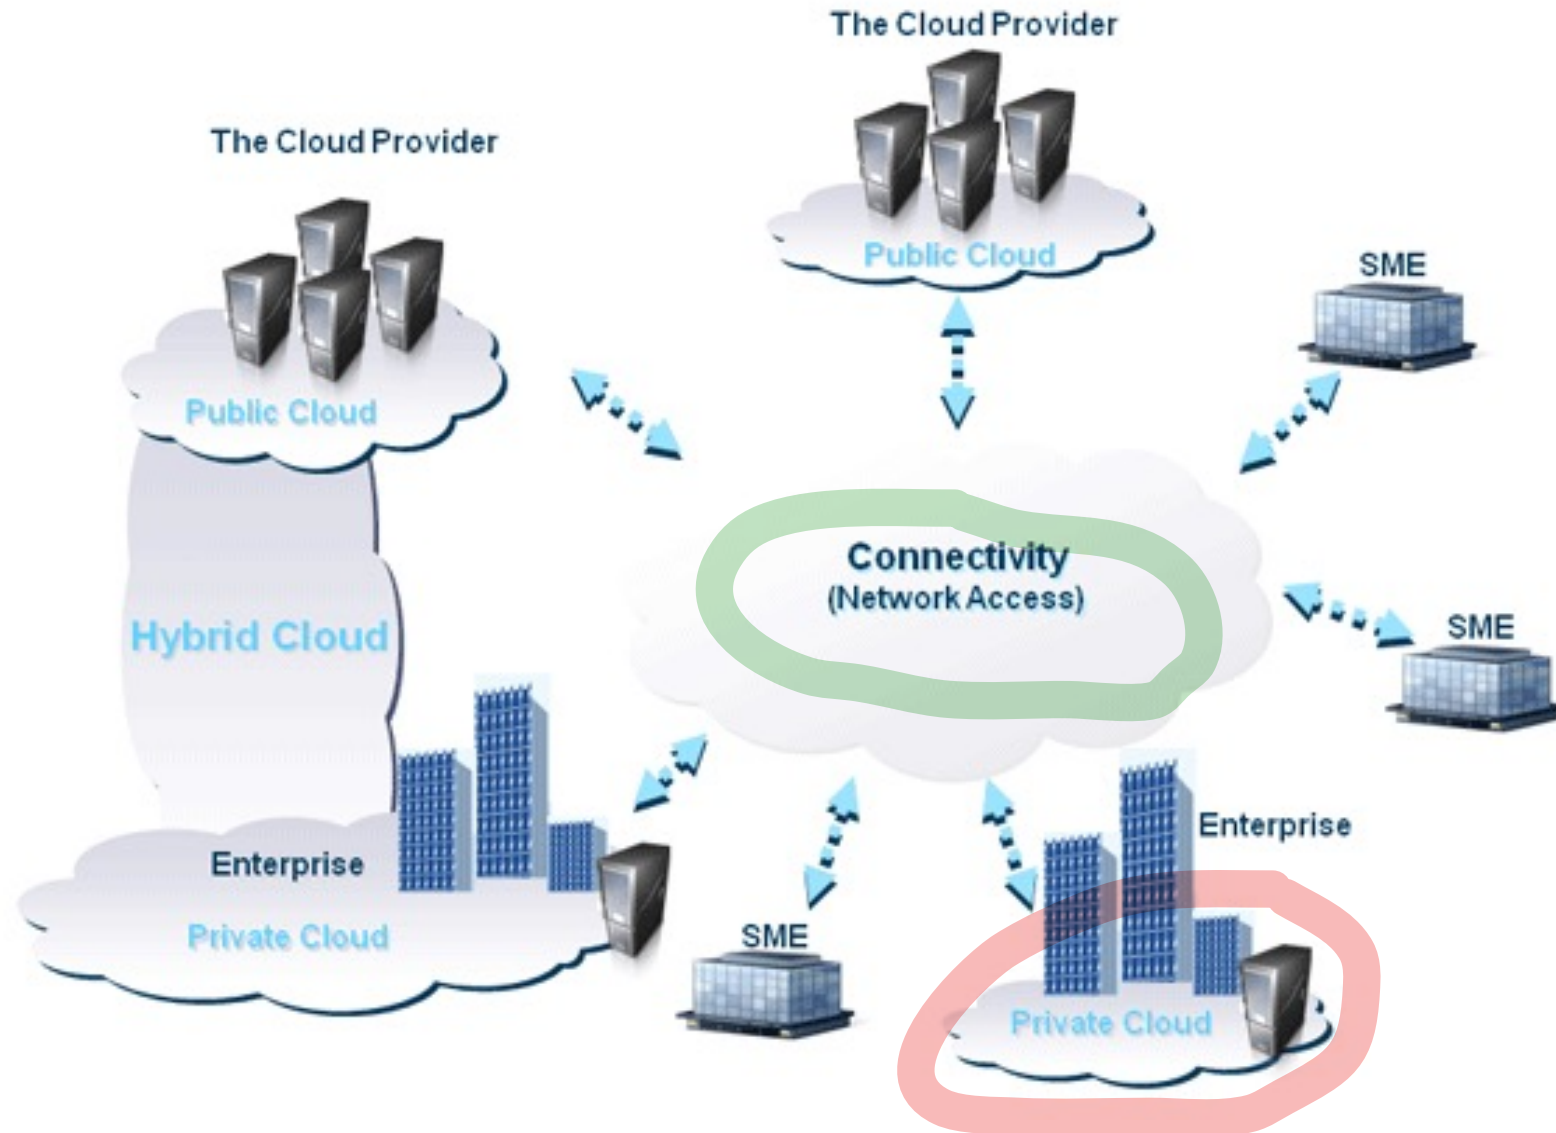 The Cloud Provider
The Cloud Provider
Public Cloud
SME
Public Cloud
Connectivity
(Network Access)
Hybrid Cloud
SME
Enterprise
Enterprise
Private Cloud
SME
Private Cloud